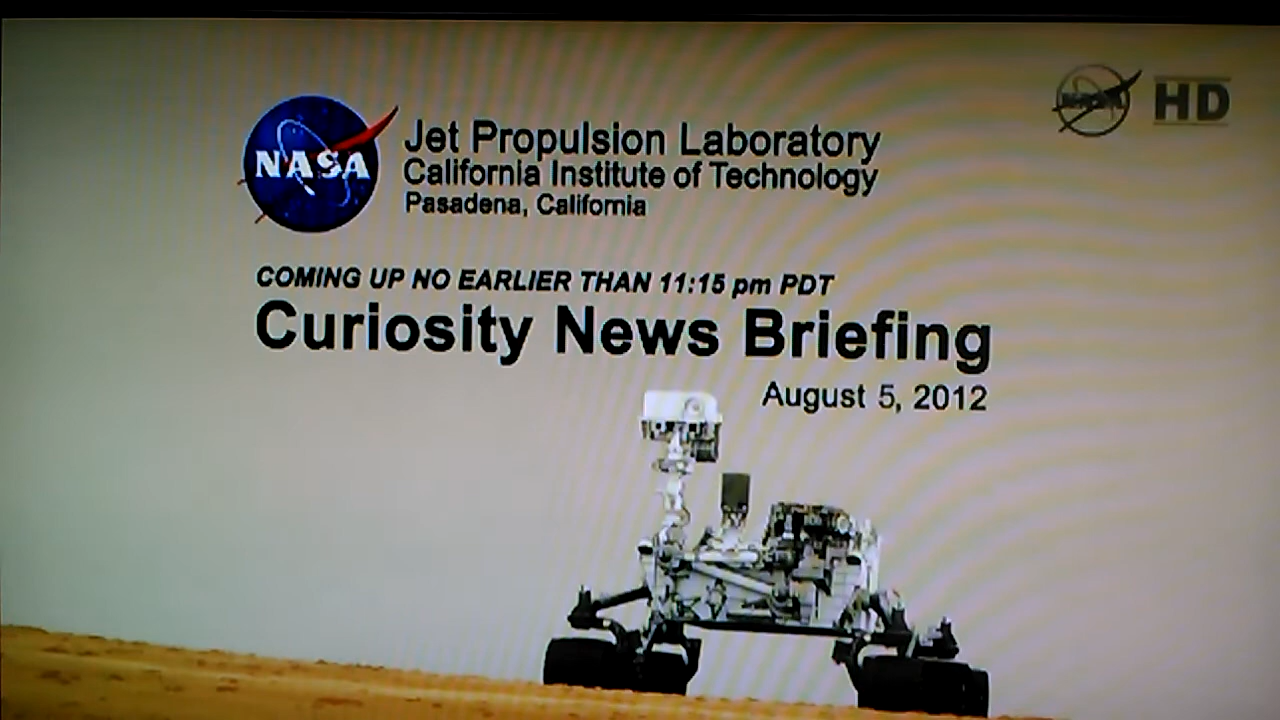 NASA
Jet Propulsion Laboratory
California Institute of Technology
Pasadena, California
NASA HD
COMING UP NO EARLIER THAN 11:15 pm PDT
Curiosity News Briefing
August 5, 2012